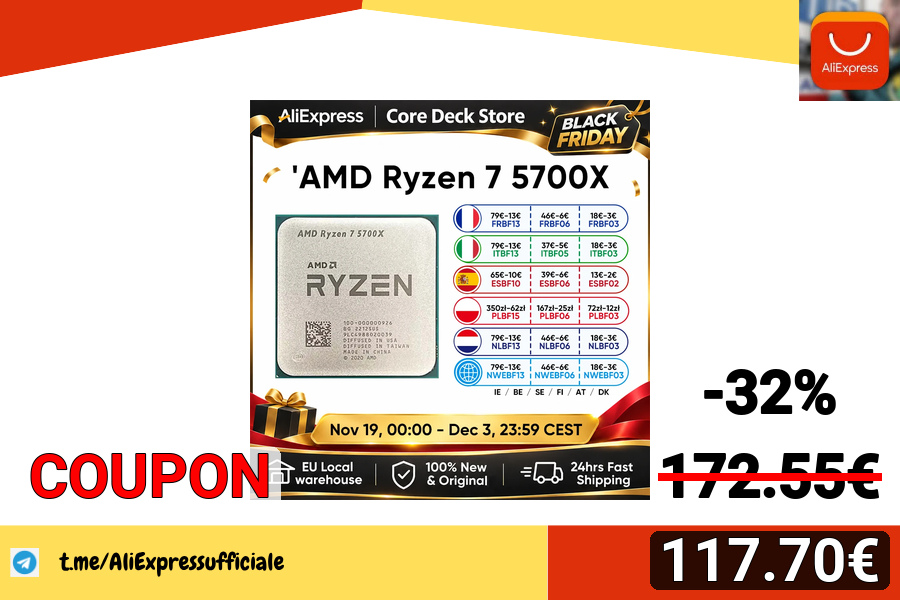 AliExpress
AliExpress | Core Deck Store
BLACK
FRIDAY
'AMD Ryzen 7 5700X
AMD Ryzen 7 5700X
AMD
RYZEN
100-000000926
BG 2212SUS
9LC4988U20039
DIFFUSED IN USA
DIFFUSED IN TAIWAN
MADE IN CHINA
© 2020 AMD
79€-13€ 46€-6€ 18€-3€
FRBF13 FRBF06 FRBF03
79€-13€ 37€-5€ 18€-3€
ITBF13 ITBF05 ITBF03
65€-10€ 39€-6€ 13€-2€
ESBF10 ESBF06 ESBF02
350zł-62zł 167zł-25zł 72zł-12zł
PLBF15 PLBF06 PLBF03
79€-13€ 46€-6€ 18€-3€
NLBF13 NLBF06 NLBF03
79€-13€ 46€-6€ 18€-3€
NWEBF13 NWEBF06 NWEBF03
IE / BE / SE / FI / AT / DK
Nov 19, 00:00 - Dec 3, 23:59 CEST
EU Local
warehouse
100% New
& Original
24hrs Fast
Shipping
COUPON
-32%
172.55€
117.70€
t.me/AliExpressufficiale